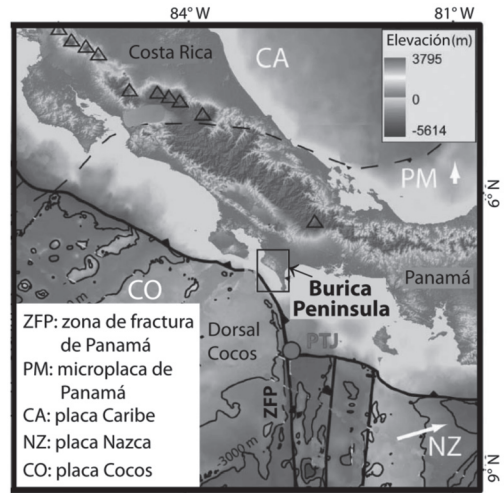 84°W
81°W
Costa Rica
CA
Elevación(m)
3795
0
-5614
PM
9°N
CO
Panamá
Burica
Peninsula
Dorsal
Cocos
PTJ
ZFP
ZFP: zona de fractura
de Panamá
PM: microplaca de
Panamá
CA: placa Caribe
NZ: placa Nazca
CO: placa Cocos
3000 m
NZ
6°N